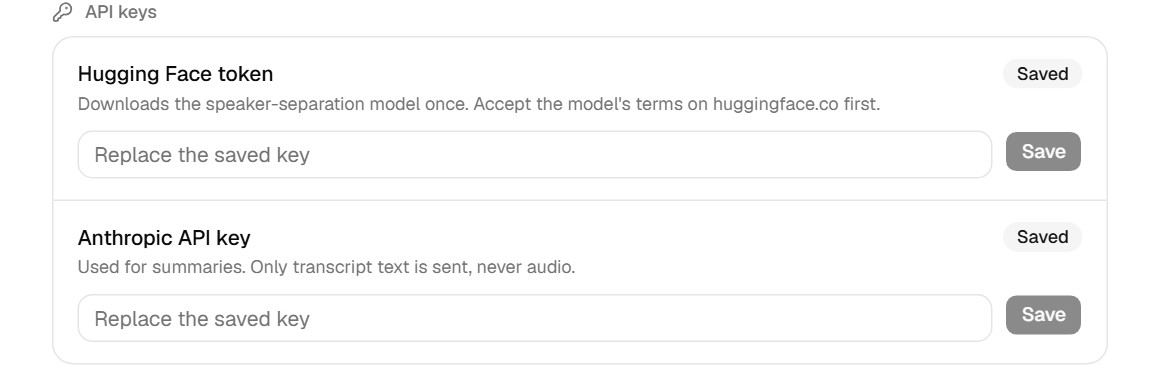 API keys
Hugging Face token
Saved
Downloads the speaker-separation model once. Accept the model's terms on huggingface.co first.
Replace the saved key
Save
Anthropic API key
Saved
Used for summaries. Only transcript text is sent, never audio.
Replace the saved key
Save